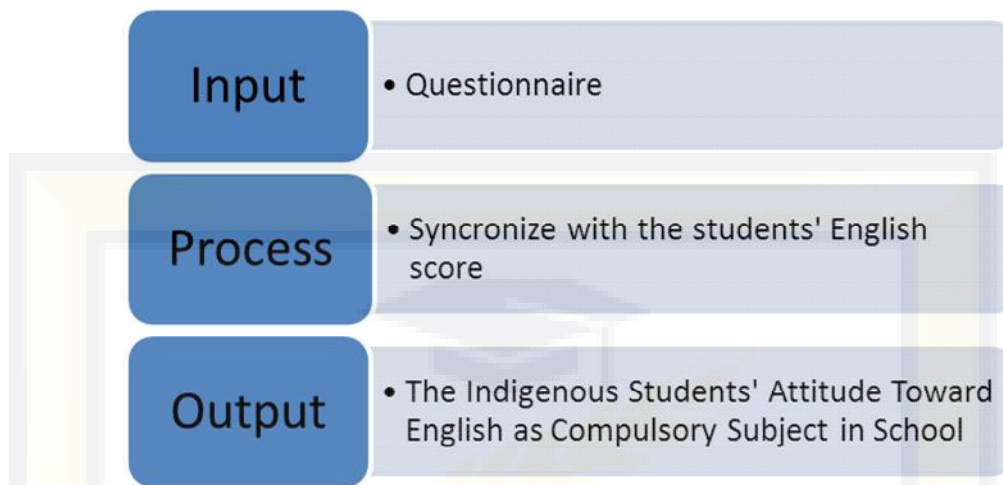 Input
• Questionnaire
Process
• Syncronize with the students' English
score
Output
• The Indigenous Students' Attitude Toward
English as Compulsory Subject in School